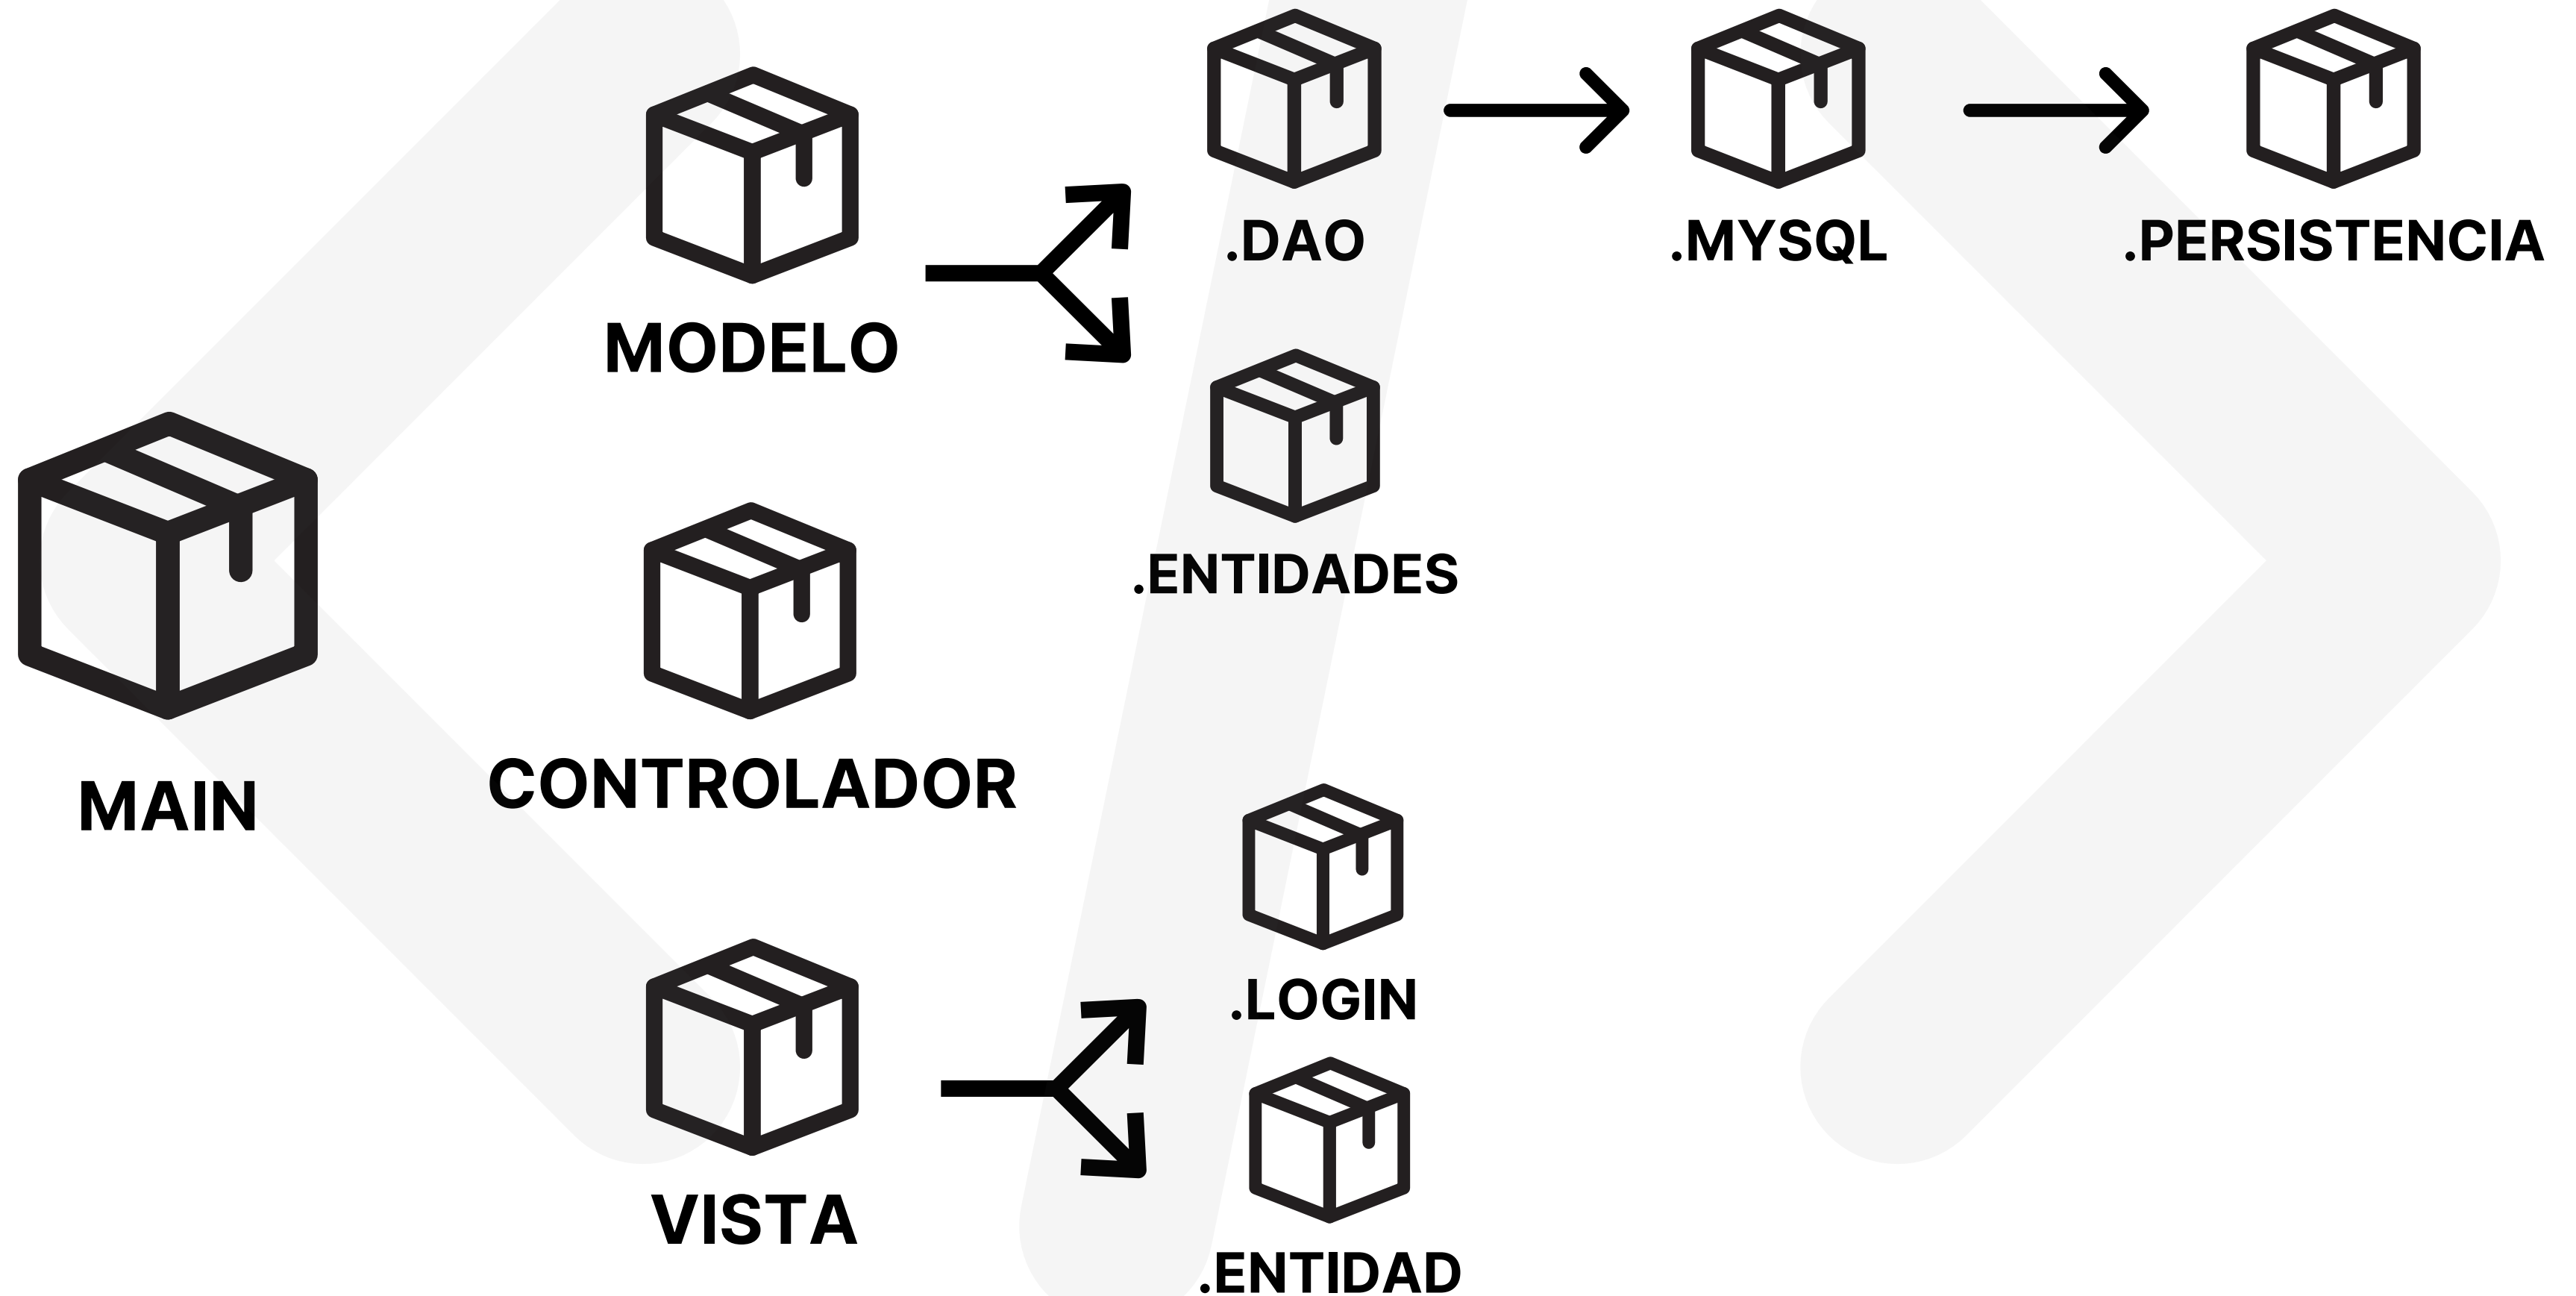 .DAO
.MYSQL
.PERSISTENCIA
MODELO
.ENTIDADES
MAIN
CONTROLADOR
.LOGIN
VISTA
.ENTIDAD